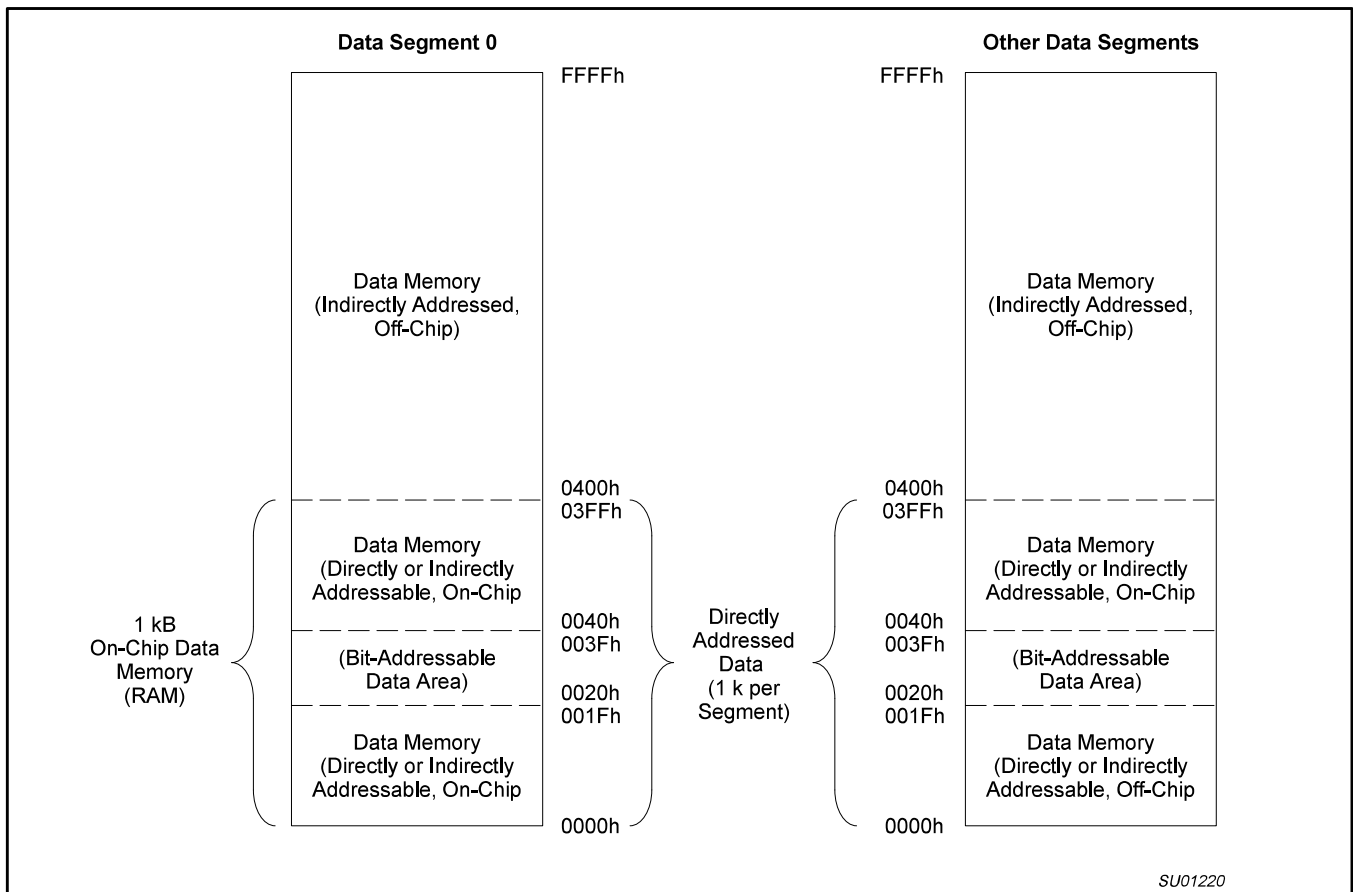 Data Segment 0
FFFFh
Data Memory
(Indirectly Addressed,
Off-Chip)
0400h
03FFh
Data Memory
(Directly or Indirectly
Addressable, On-Chip
0040h
003Fh
(Bit-Addressable
Data Area)
0020h
001Fh
Data Memory
(Directly or Indirectly
Addressable, On-Chip
0000h
1 kB
On-Chip Data
Memory
(RAM)
Directly
Addressed
Data
(1 k per
Segment)
Other Data Segments
FFFFh
Data Memory
(Indirectly Addressed,
Off-Chip)
0400h
03FFh
Data Memory
(Directly or Indirectly
Addressable, On-Chip
0040h
003Fh
(Bit-Addressable
Data Area)
0020h
001Fh
Data Memory
(Directly or Indirectly
Addressable, Off-Chip
0000h
SU01220